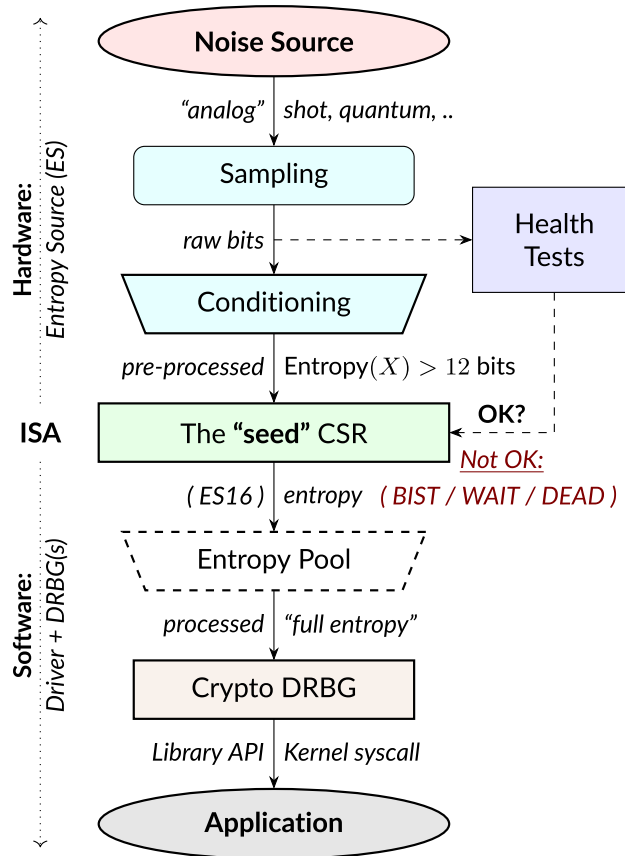 Noise Source
“analog” shot, quantum, ..
Sampling
Hardware:
Entropy Source (ES)
raw bits
Health
Tests
Conditioning
pre-processed Entropy(X) > 12 bits
OK?
ISA
The “seed” CSR
Not OK:
( ES16 ) entropy ( BIST / WAIT / DEAD )
Entropy Pool
Software:
Driver + DRBG(s)
processed “full entropy”
Crypto DRBG
Library API Kernel syscall
Application